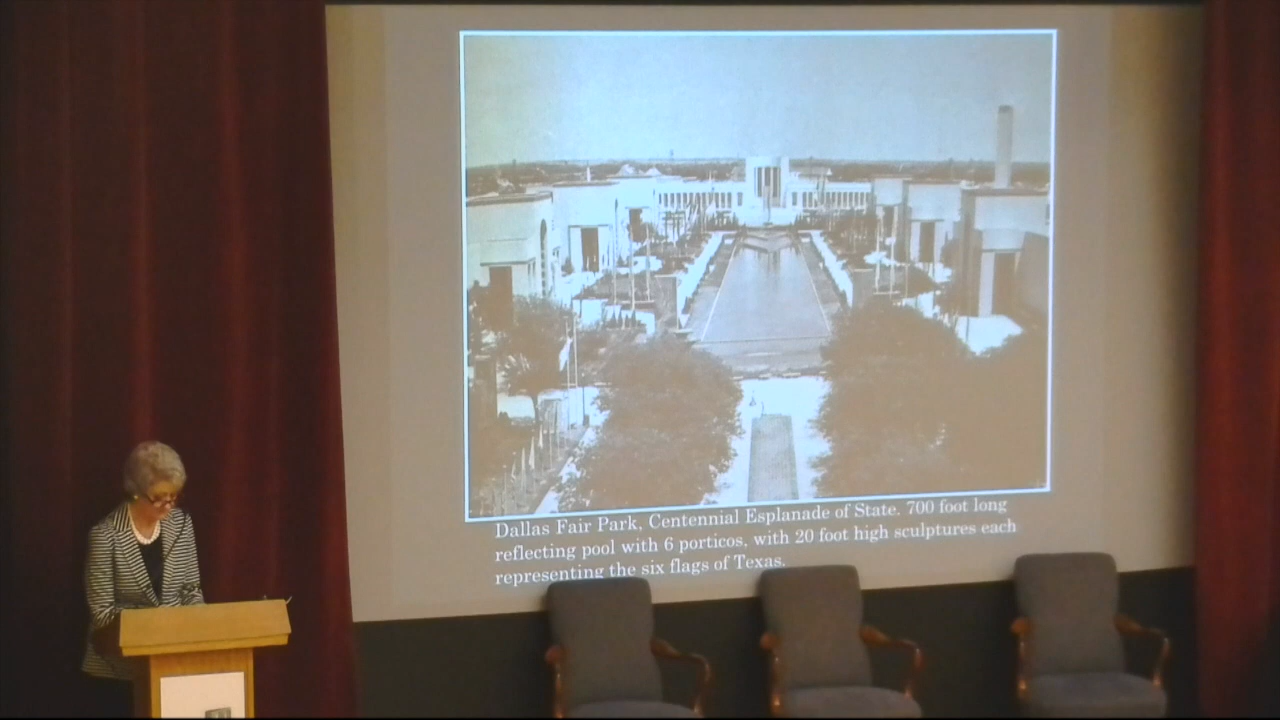 Dallas Fair Park, Centennial Esplanade of State. 700 foot long
reflecting pool with 6 porticos, with 20 foot high sculptures each
representing the six flags of Texas.